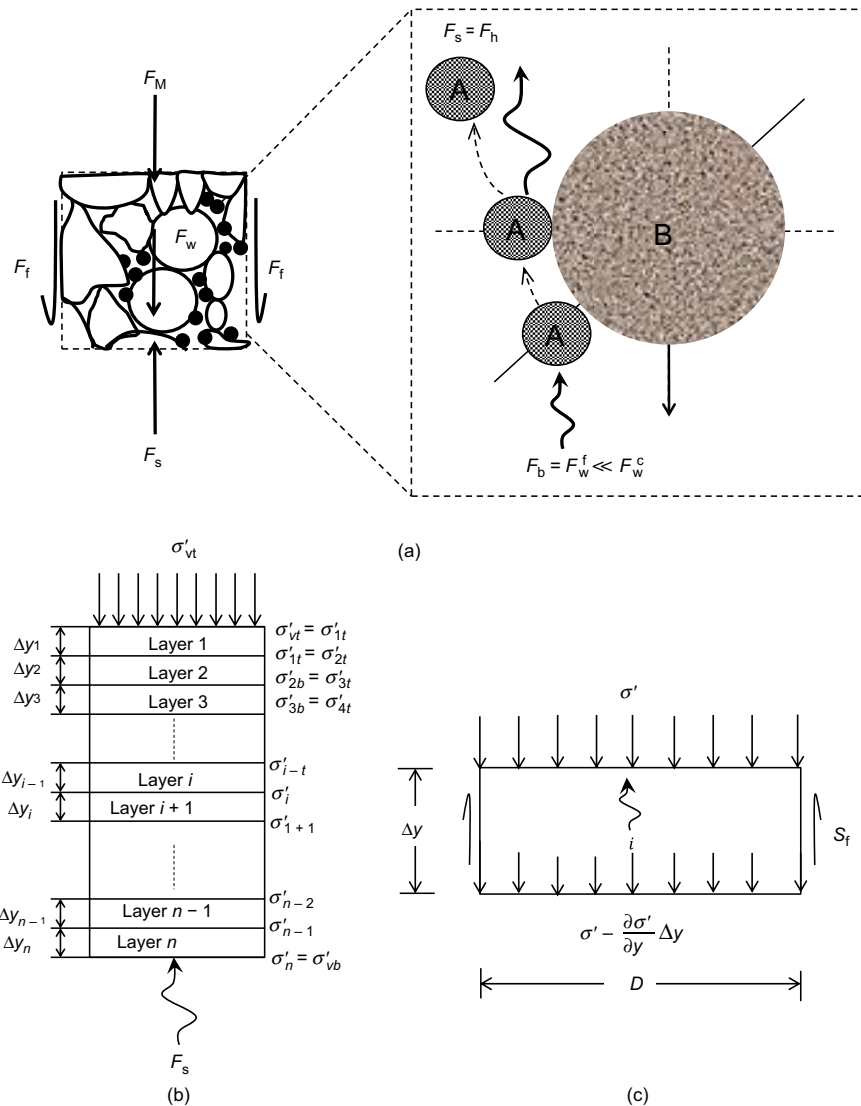 F_s = F_h
F_M
A
A
B
F_w
F_f
F_f
A
F_s
F_b = F_w^f ≪ F_w^c
(a)
σ'_vt
Δy1
Layer 1
σ'_vt = σ'_1t
σ'_1t = σ'_2t
Δy2
Layer 2
σ'_2b = σ'_3t
Δy3
Layer 3
σ'_3b = σ'_4t
σ'_i–t
Δy_i – 1
Layer i
σ'_i
Δy_i
Layer i + 1
σ'_1 + 1
σ'_n – 2
Δy_n – 1
Layer n – 1
σ'_n – 1
Δy_n
Layer n
σ'_n = σ'_vb
F_s
(b)
σ'
Δy
i
S_f
σ' – ∂σ'/∂y Δy
D
(c)